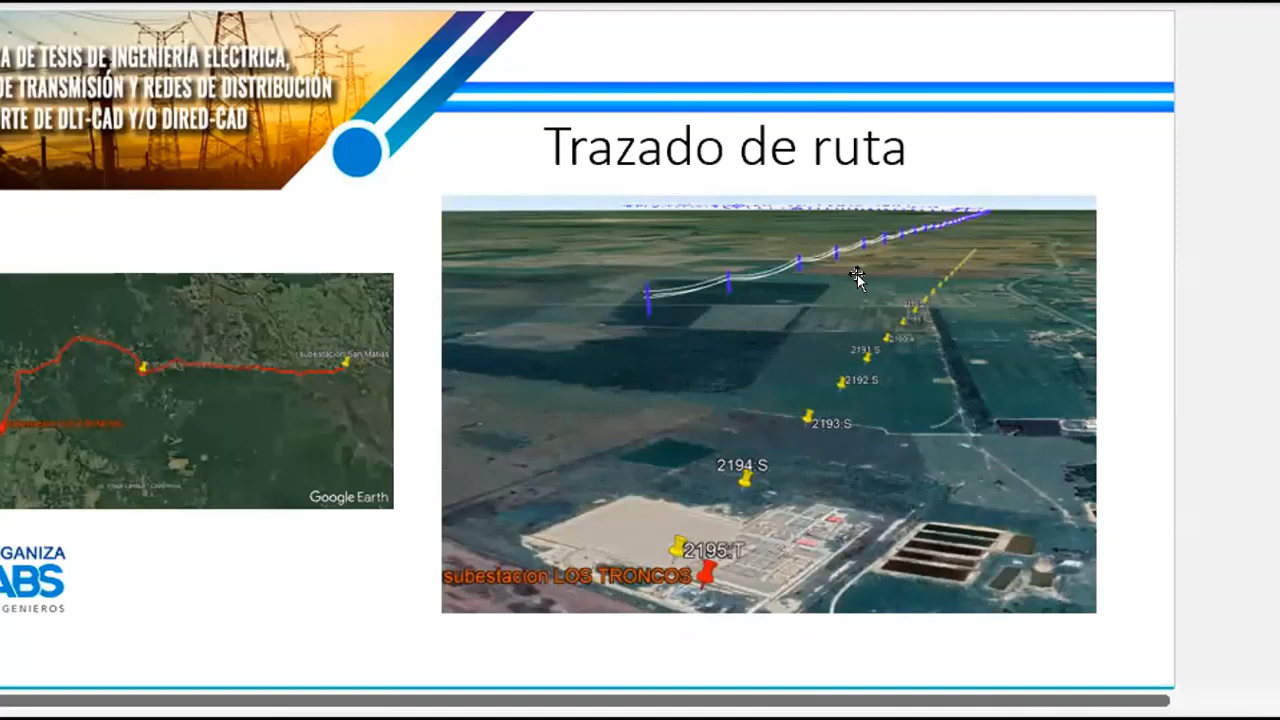 A DE TESIS DE INGENIERÍA ELÉCTRICA,
DE TRANSMISIÓN Y REDES DE DISTRIBUCIÓN
RTE DE DLT-CAD Y/O DIRED-CAD
Trazado de ruta
subestación San Matias
Google Earth
GANIZA
ABS
GENIEROS
2191:S
2192:S
2193:S
2194:S
2195:T
subestacion LOS TRONCOS